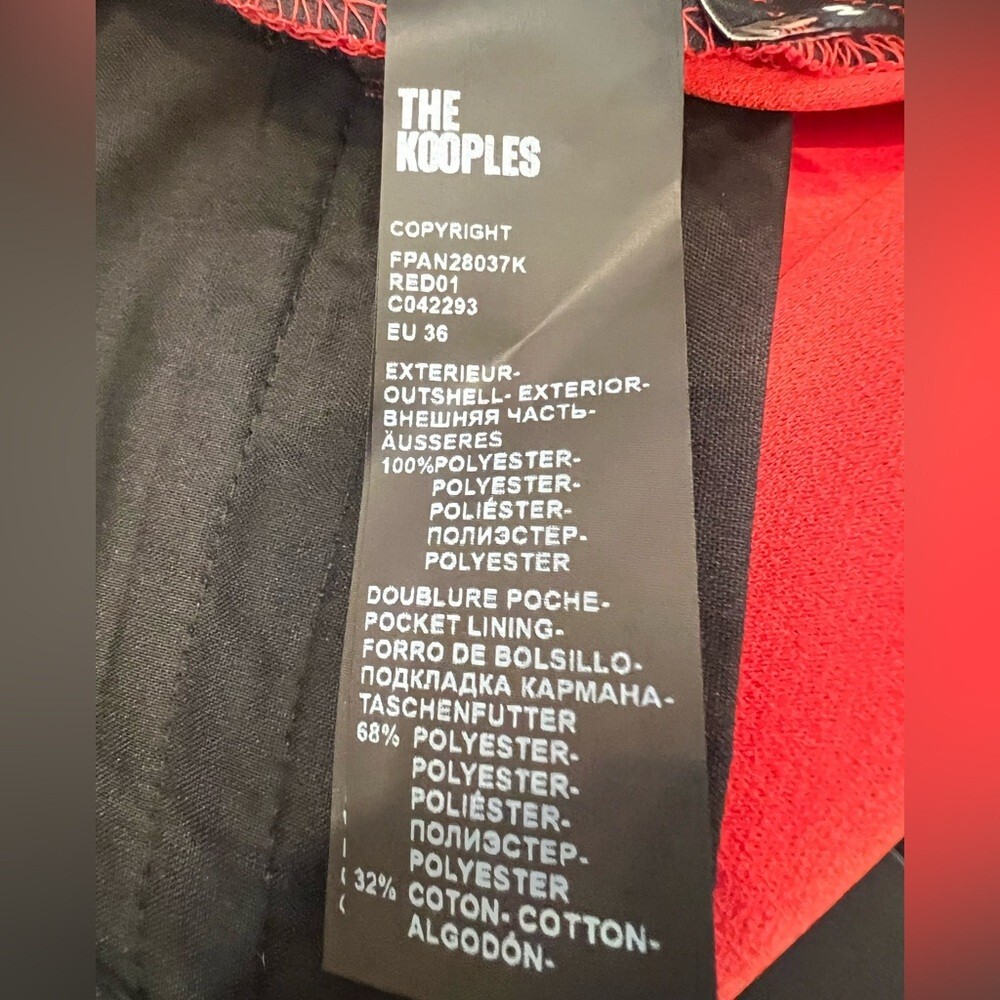 THE
KOOPLES
COPYRIGHT
FPAN28037K
RED01
C042293
EU 36
EXTERIEUR-
OUTSHELL- EXTERIOR-
ВНЕШНЯЯ ЧАСТЬ-
ÄUSSERES
100%POLYESTER-
POLYESTER-
POLIÉSTER-
ПОЛИЭСТЕР-
POLYESTER
DOUBLURE POCHE-
POCKET LINING-
FORRO DE BOLSILLO-
ПОДКЛАДКА КАРМАНА-
TASCHENFUTTER
68% POLYESTER-
POLYESTER-
POLIÉSTER-
ПОЛИЭСТЕР-
POLYESTER
32% COTON- COTTON-
ALGODÓN-